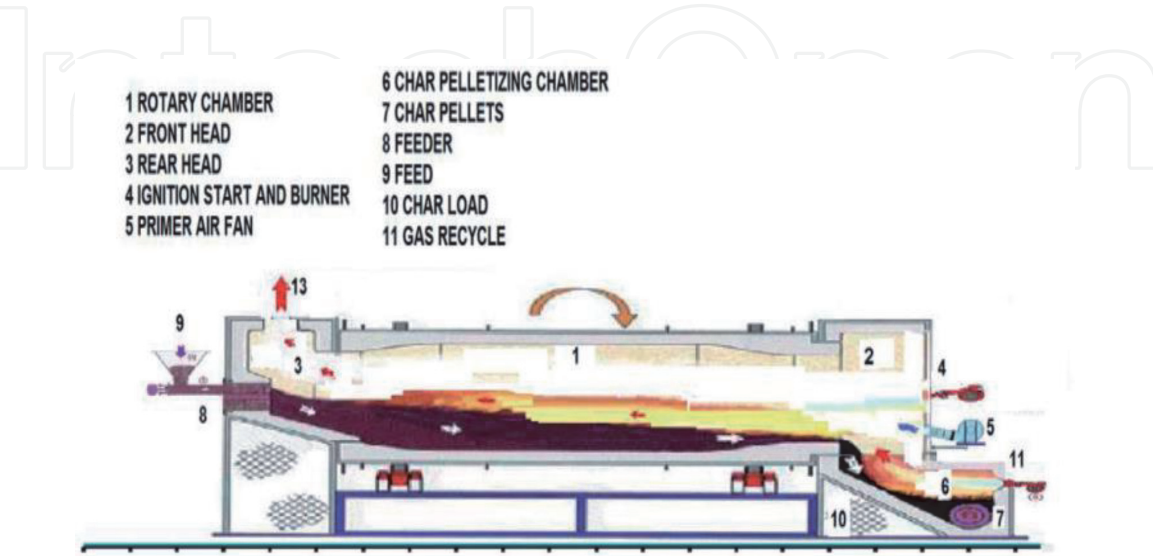 IntechOpen
1 ROTARY CHAMBER
2 FRONT HEAD
3 REAR HEAD
4 IGNITION START AND BURNER
5 PRIMER AIR FAN
6 CHAR PELLETIZING CHAMBER
7 CHAR PELLETS
8 FEEDER
9 FEED
10 CHAR LOAD
11 GAS RECYCLE
13
9
3
1
2
4
8
5
11
6
10
7